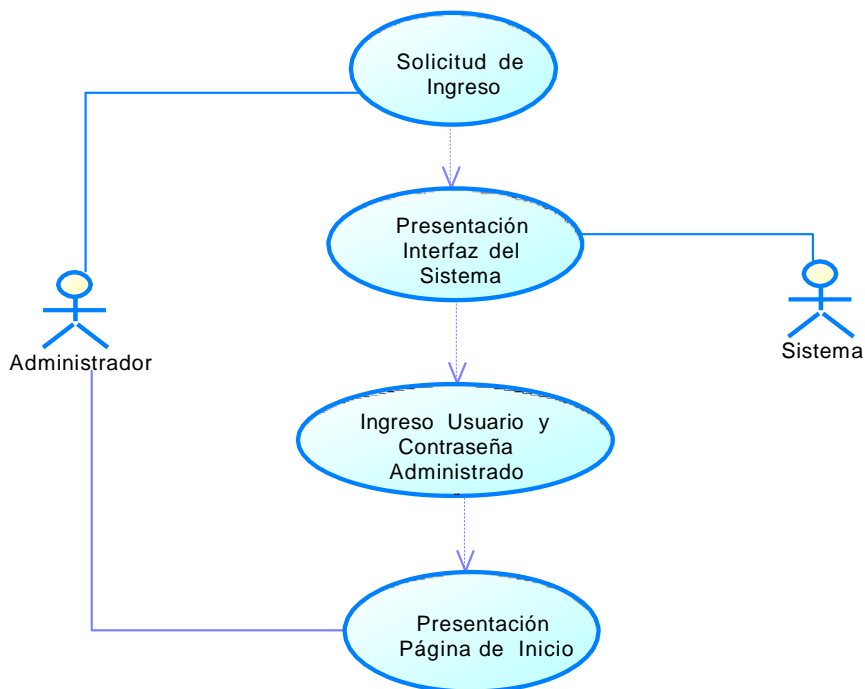 Solicitud de
Ingreso
Presentación
Interfaz del
Sistema
Administrador
Sistema
Ingreso Usuario y
Contraseña
Administrado
Presentación
Página de Inicio